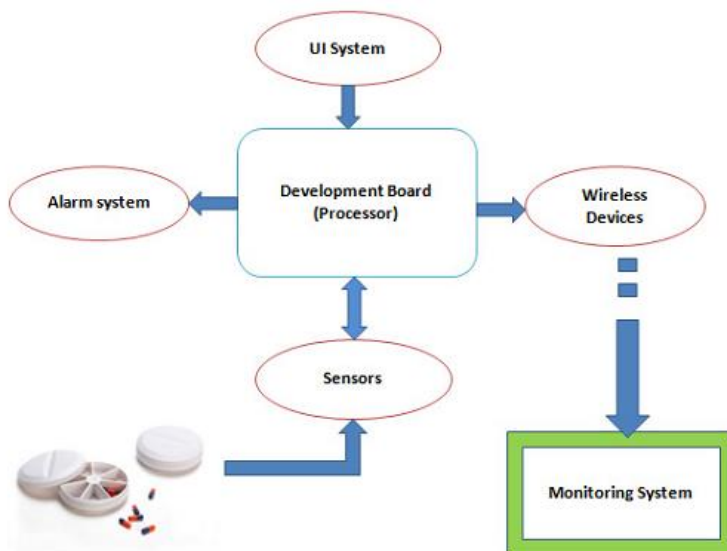 UI System
Alarm system
Development Board
(Processor)
Wireless
Devices
Sensors
Monitoring System